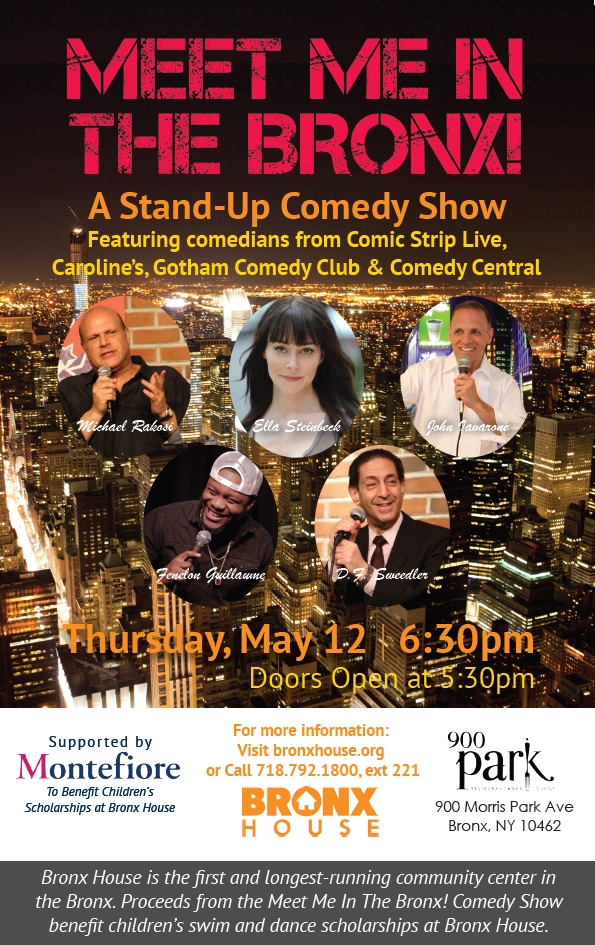 MEET ME IN
THE BRONX!
A Stand-Up Comedy Show
Featuring comedians from Comic Strip Live,
Caroline's, Gotham Comedy Club & Comedy Central
Michael Rakosi
Ella Steinbeck
John Iavarone
Fenelon Guillaume
D.F. Sweedler
Thursday, May 12 | 6:30pm
Doors Open at 5:30pm
Supported by
Montefiore
To Benefit Children's
Scholarships at Bronx House
For more information:
Visit bronxhouse.org
or Call 718.792.1800, ext 221
BRONX
HOUSE
900
park
900 Morris Park Ave
Bronx, NY 10462
Bronx House is the first and longest-running community center in
the Bronx. Proceeds from the Meet Me In The Bronx! Comedy Show
benefit children's swim and dance scholarships at Bronx House.